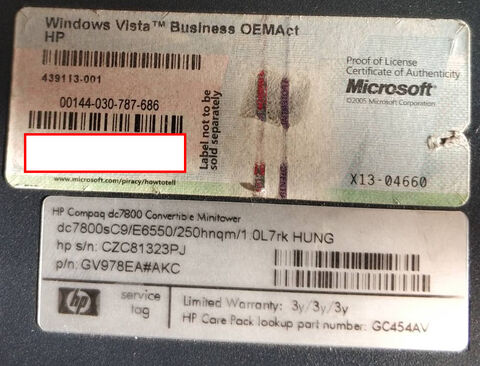 Windows Vista™ Business OEMAct
HP
439113-001
00144-030-787-686
Label not to be
sold separately
www.microsoft.com/piracy/howtotell
Proof of License
Certificate of Authenticity
Microsoft®
©2005 Microsoft Corporation
X13-04660
HP Compaq dc7800 Convertible Minitower
dc7800sC9/E6550/250hnqm/1.0L7rk HUNG
hp s/n: CZC81323PJ
p/n: GV978EA#AKC
hp
service
tag
Limited Warranty: 3y/3y/3y
HP Care Pack lookup part number: GC454AV